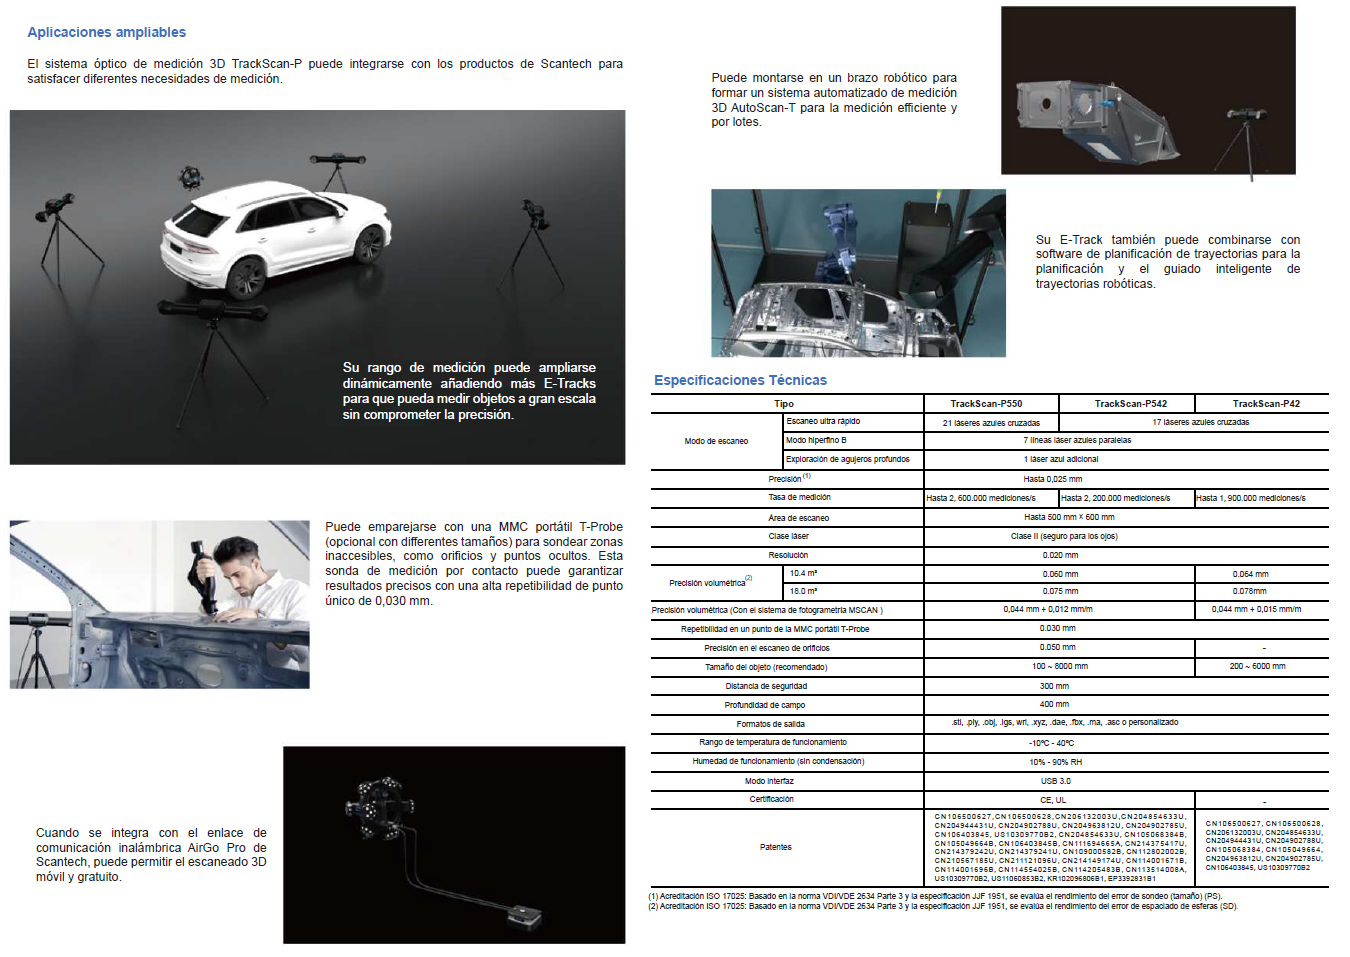 Aplicaciones ampliables
El sistema óptico de medición 3D TrackScan-P puede integrarse con los productos de Scantech para
satisfacer diferentes necesidades de medición.
Su rango de medición puede ampliarse
dinámicamente añadiendo más E-Tracks
para que pueda medir objetos a gran escala
sin comprometer la precisión.
Puede emparejarse con una MMC portátil T-Probe
(opcional con diferentes tamaños) para sondear zonas
inaccesibles, como orificios y puntos ocultos. Esta
sonda de medición por contacto puede garantizar
resultados precisos con una alta repetibilidad de punto
único de 0,030 mm.
Cuando se integra con el enlace de
comunicación inalámbrica AirGo Pro de
Scantech, puede permitir el escaneado 3D
móvil y gratuito.
Puede montarse en un brazo robótico para
formar un sistema automatizado de medición
3D AutoScan-T para la medición efficiente y
por lotes.
Su E-Track también puede combinarse con
software de planificación de trayectorias para la
planificación y el guiado inteligente de
trayectorias robóticas.
Especificaciones Técnicas
Tipo TrackScan-P550 TrackScan-P542 TrackScan-P42
Modo de escaneo
Escaneo ultra rápido 21 láseres azules cruzadas 17 láseres azules cruzadas
Modo hiperfino B 7 líneas láser azules paralelas
Exploración de agujeros profundos 1 láser azul adicional
Precisión (1) Hasta 0,025 mm
Tasa de medición Hasta 2, 600.000 mediciones/s Hasta 2, 200.000 mediciones/s Hasta 1, 900.000 mediciones/s
Área de escaneo Hasta 500 mm X 600 mm
Clase láser Clase II (seguro para los ojos)
Resolución 0.020 mm
Precisión volumétrica(2)
10.4 m³ 0.060 mm 0.064 mm
18.0 m³ 0.075 mm 0.078mm
Precisión volumétrica (Con el sistema de fotogrametría MSCAN ) 0,044 mm + 0,012 mm/m 0,044 mm + 0,015 mm/m
Repetibilidad en un punto de la MMC portátil T-Probe 0.030 mm
Precisión en el escaneo de orificios 0.050 mm -
Tamaño del objeto (recomendado) 100 ~ 8000 mm 200 ~ 6000 mm
Distancia de seguridad 300 mm
Profundidad de campo 400 mm
Formatos de salida .stl, .ply, .obj, .igs, wrl, .xyz, .dae, .fbx, .ma, .asc o personalizado
Rango de temperatura de funcionamiento -10ºC - 40ºC
Humedad de funcionamiento (sin condensación) 10% - 90% RH
Modo interfaz USB 3.0
Certificación CE, UL -
Patentes
CN106500627, CN106500628,CN206132003U,CN204854633U,
CN204944431U, CN204902788U, CN204963812U, CN204902785U,
CN106403845, US10309770B2, CN204854633U, CN105068384B,
CN105049664B, CN106403845B, CN111694665A, CN214375417U,
CN214379242U, CN214379241U, CN109000582B, CN112802002B,
CN210567185U, CN211121096U, CN214149174U, CN114001671B,
CN114001696B, CN114554025B, CN114205483B, CN113514008A,
US10309770B2, US11060853B2, KR102096806B1, EP3392831B1
CN106500627, CN106500628,
CN206132003U, CN204854633U,
CN204944431U, CN204902788U,
CN105068384, CN105049664,
CN204963812U, CN204902785U,
CN106403845, US10309770B2
(1) Acreditación ISO 17025: Basado en la norma VDI/VDE 2634 Parte 3 y la especificación JJF 1951, se evalúa el rendimiento del error de sondeo (tamaño) (PS).
(2) Acreditación ISO 17025: Basado en la norma VDI/VDE 2634 Parte 3 y la especificación JJF 1951, se evalúa el rendimiento del error de espaciado de esferas (SD).